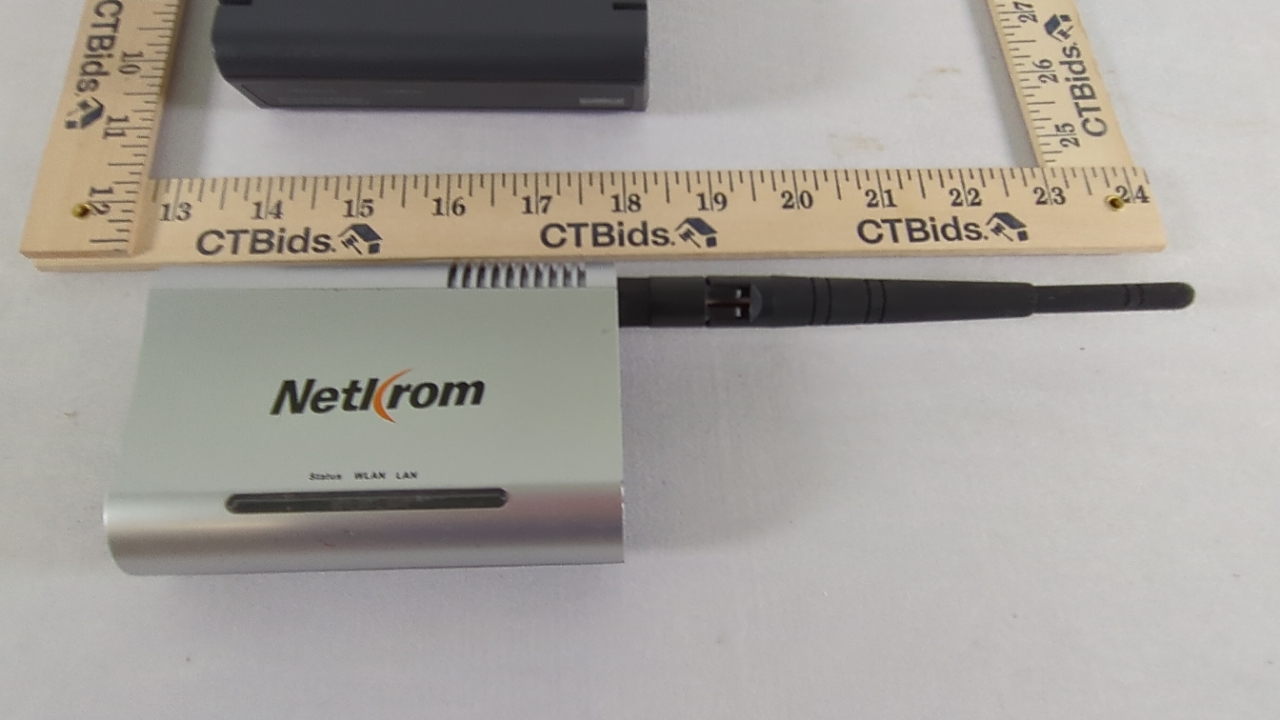 CTBids.
10
11
12
27
26
25
CTBids.
13 14 15 16 17 18 19 20 21 22 23 24
CTBids. CTBids. CTBids.
NetKrom
Status WLAN LAN